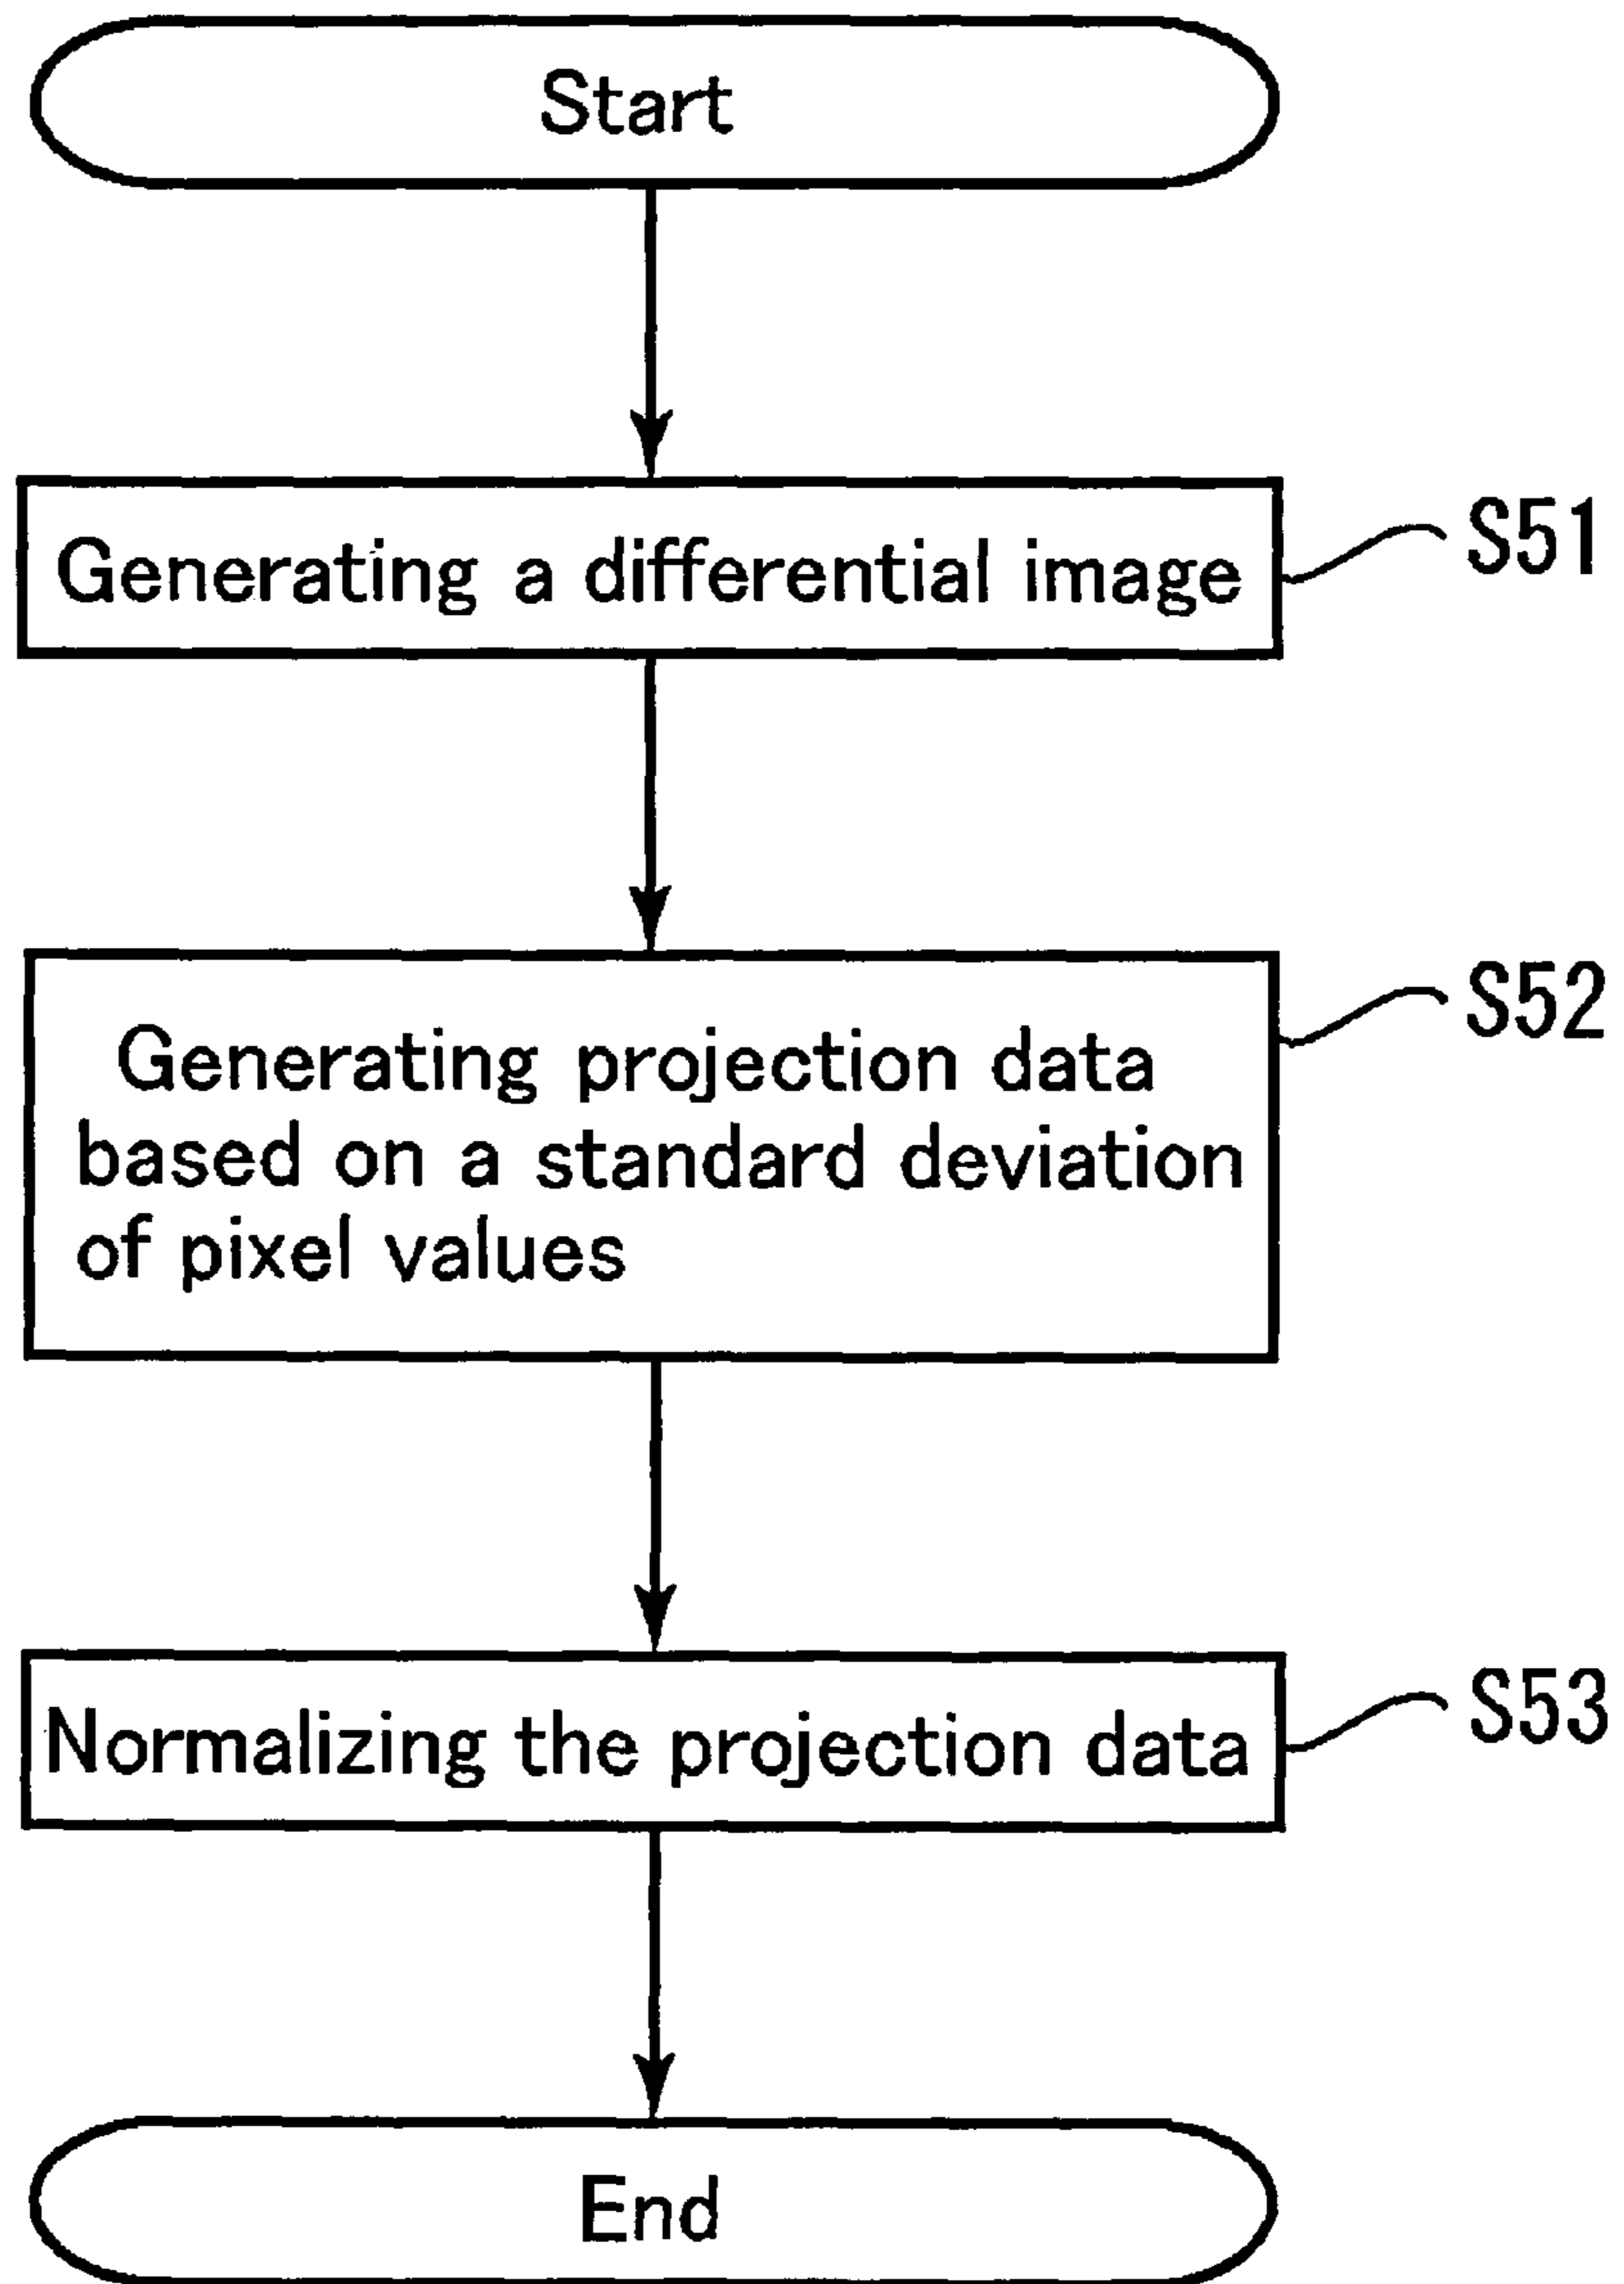 Start
Generating a differential image
S51
Generating projection data
based on a standard deviation
of pixel values
S52
Normalizing the projection data
S53
End